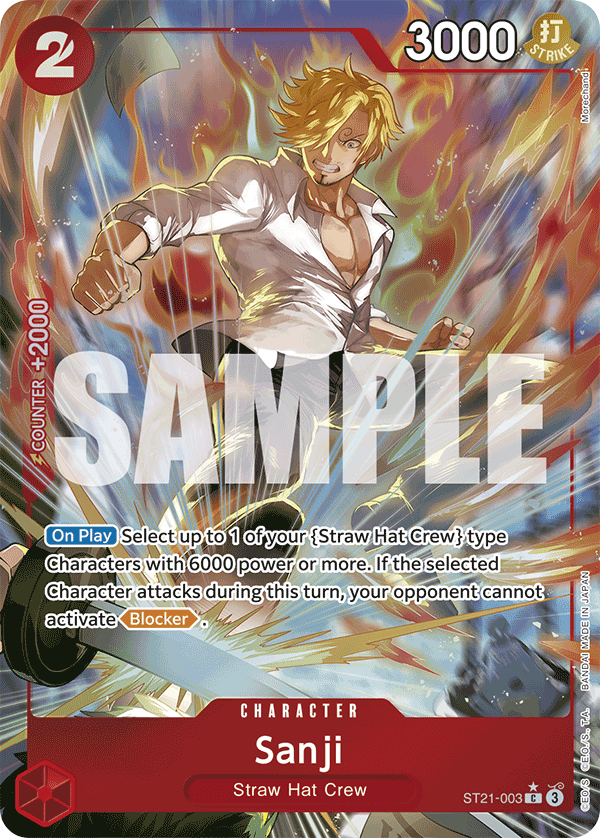 2
3000
打
STRIKE
Morechand
COUNTER +2000
SAMPLE
On Play Select up to 1 of your {Straw Hat Crew} type
Characters with 6000 power or more. If the selected
Character attacks during this turn, your opponent cannot
activate Blocker .
©E.O/S. ©E.O./S., T.A. BANDAI MADE IN JAPAN
CHARACTER
Sanji
Straw Hat Crew
ST21-003 C 3